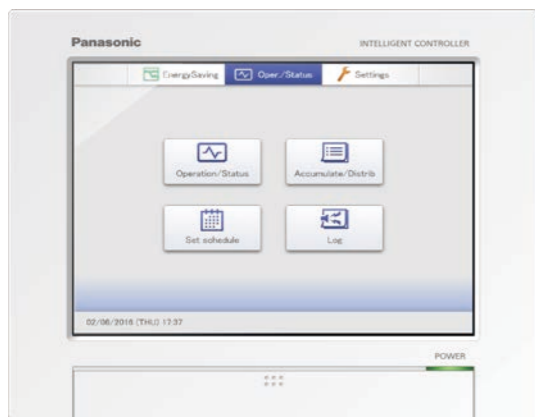 Panasonic INTELLIGENT CONTROLLER
EnergySaving Oper./Status Settings
Operation/Status Accumulate/Distrib
Set schedule Log
02/06/2016 (THU) 17:37
POWER